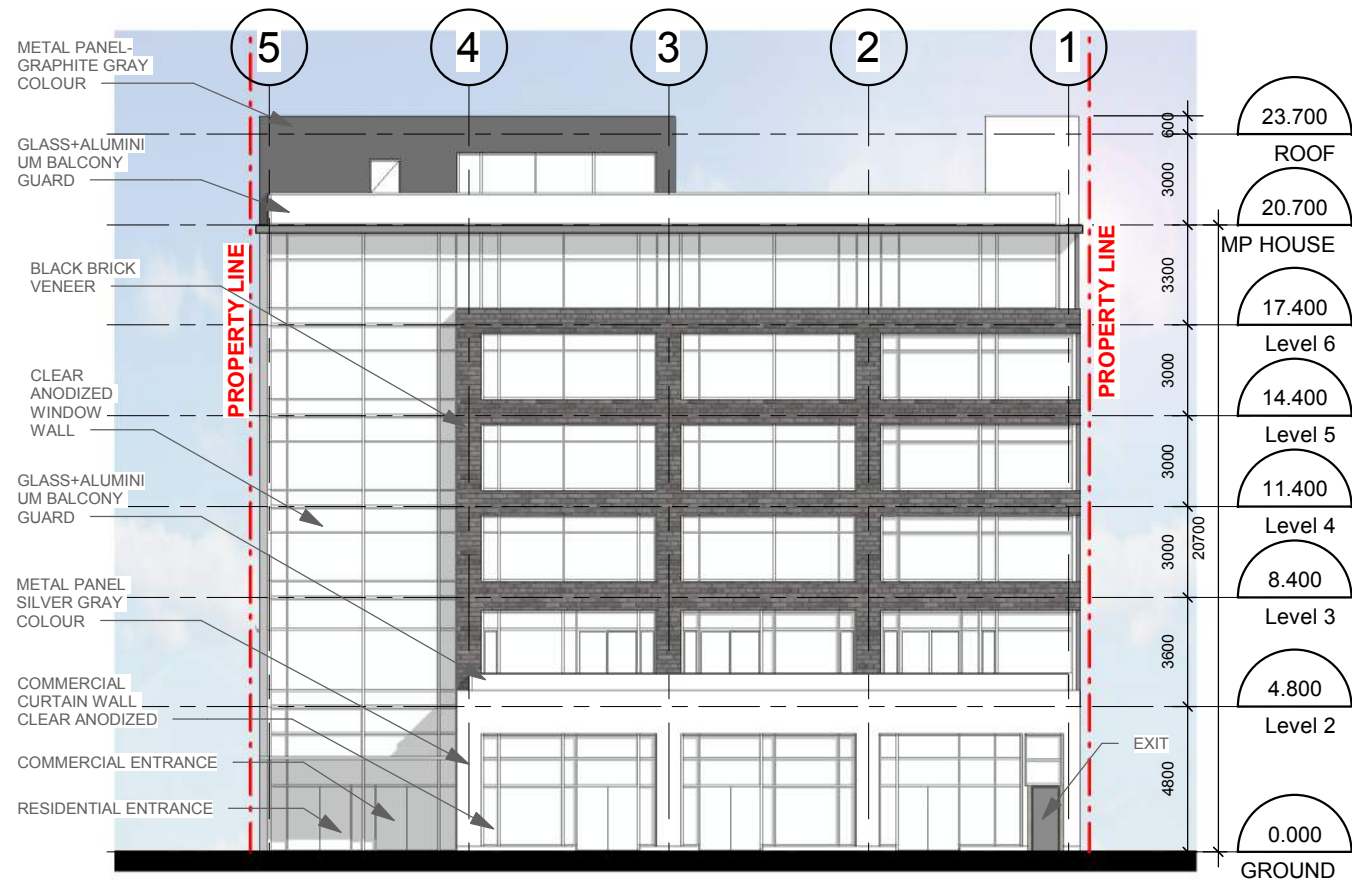 5
4
3
2
1
METAL PANEL-
GRAPHITE GRAY
COLOUR
GLASS+ALUMINI
UM BALCONY
GUARD
BLACK BRICK
VENEER
CLEAR
ANODIZED
WINDOW
WALL
GLASS+ALUMINI
UM BALCONY
GUARD
METAL PANEL
SILVER GRAY
COLOUR
COMMERCIAL
CURTAIN WALL
CLEAR ANODIZED
COMMERCIAL ENTRANCE
RESIDENTIAL ENTRANCE
PROPERTY LINE
PROPERTY LINE
EXIT
600
3000
3300
3000
3000
3000
3600
4800
20700
23.700
ROOF
20.700
MP HOUSE
17.400
Level 6
14.400
Level 5
11.400
Level 4
8.400
Level 3
4.800
Level 2
0.000
GROUND